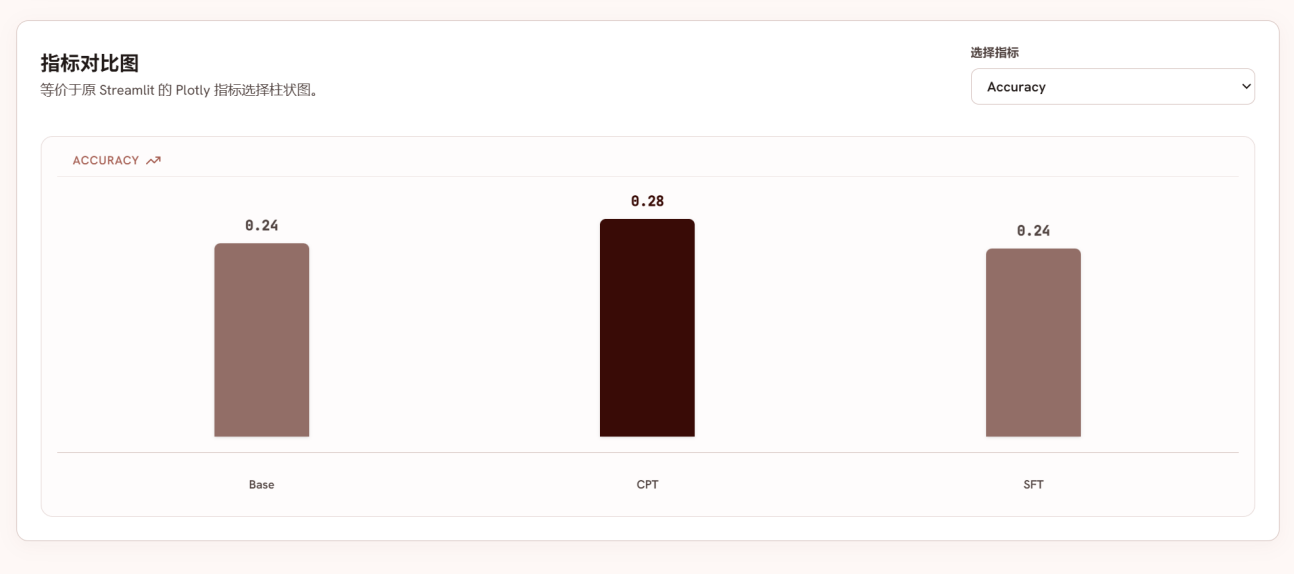 指标对比图
等价于原 Streamlit 的 Plotly 指标选择柱状图。
选择指标
Accuracy
ACCURACY
0.24
0.28
0.24
Base
CPT
SFT